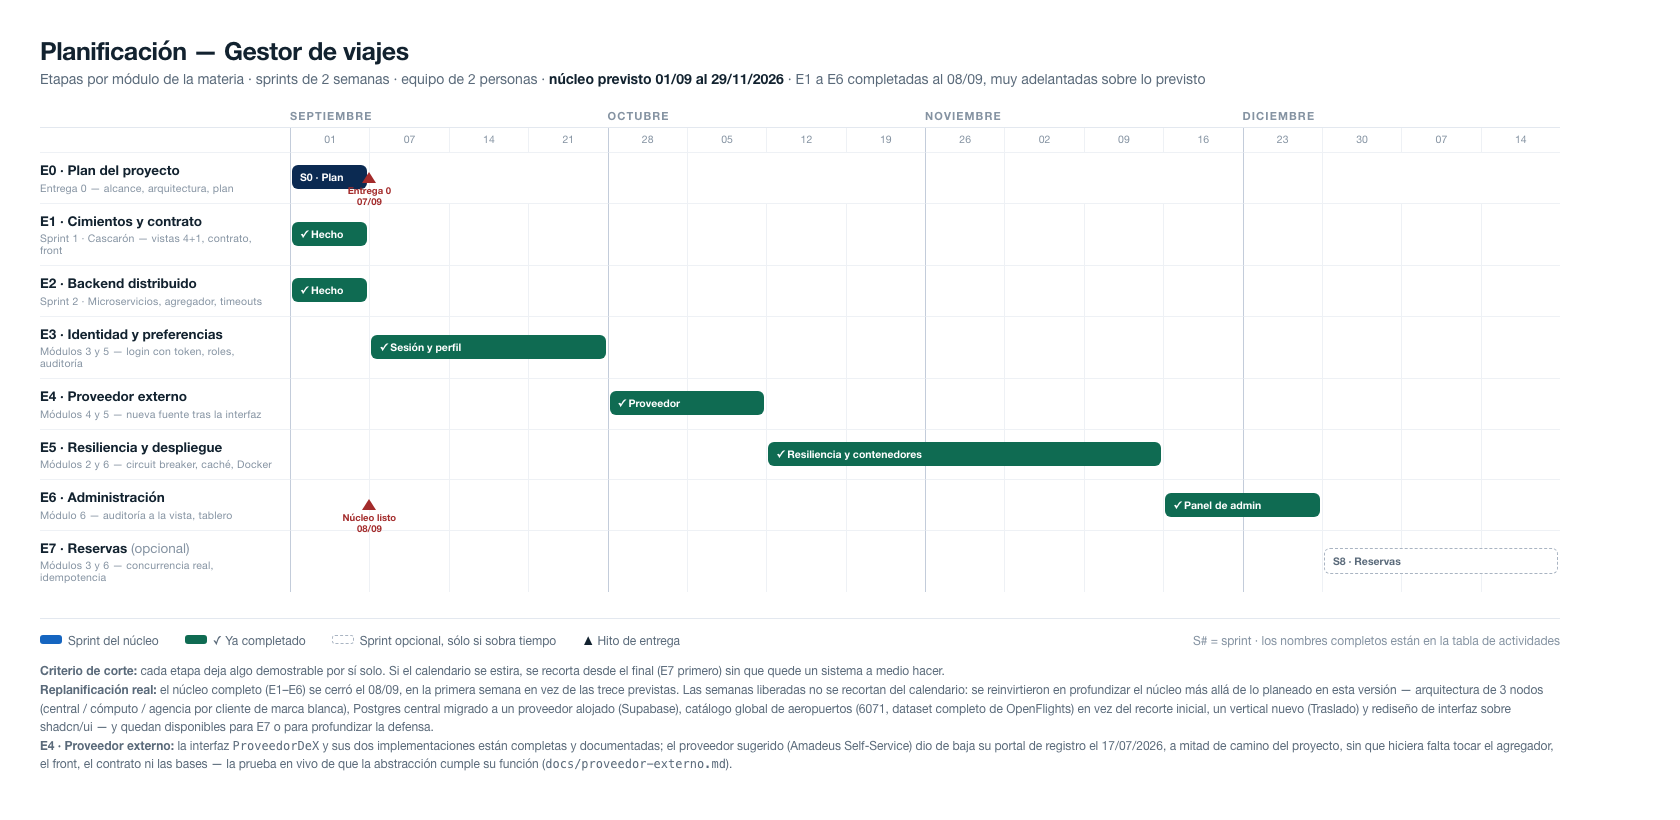 Planificación — Gestor de viajes
Etapas por módulo de la materia · sprints de 2 semanas · equipo de 2 personas · núcleo previsto 01/09 al 29/11/2026 · E1 a E6 completadas al 08/09, muy adelantadas sobre lo previsto
SEPTIEMBRE OCTUBRE NOVIEMBRE DICIEMBRE
01 07 14 21 28 05 12 19 26 02 09 16 23 30 07 14
E0 · Plan del proyecto
Entrega 0 — alcance, arquitectura, plan
S0 · Plan
Entrega 0
07/09
E1 · Cimientos y contrato
Sprint 1 · Cascarón — vistas 4+1, contrato,
front
✓ Hecho
E2 · Backend distribuido
Sprint 2 · Microservicios, agregador, timeouts
✓ Hecho
E3 · Identidad y preferencias
Módulos 3 y 5 — login con token, roles,
auditoría
✓ Sesión y perfil
E4 · Proveedor externo
Módulos 4 y 5 — nueva fuente tras la interfaz
✓ Proveedor
E5 · Resiliencia y despliegue
Módulos 2 y 6 — circuit breaker, caché, Docker
✓ Resiliencia y contenedores
E6 · Administración
Módulo 6 — auditoría a la vista, tablero
Núcleo listo
08/09
✓ Panel de admin
E7 · Reservas (opcional)
Módulos 3 y 6 — concurrencia real,
idempotencia
S8 · Reservas
Sprint del núcleo ✓ Ya completado Sprint opcional, sólo si sobra tiempo ▲ Hito de entrega S# = sprint · los nombres completos están en la tabla de actividades
Criterio de corte: cada etapa deja algo demostrable por sí solo. Si el calendario se estira, se recorta desde el final (E7 primero) sin que quede un sistema a medio hacer.
Replanificación real: el núcleo completo (E1–E6) se cerró el 08/09, en la primera semana en vez de las trece previstas. Las semanas liberadas no se recortan del calendario: se reinvirtieron en profundizar el núcleo más allá de lo planeado en esta versión — arquitectura de 3 nodos
(central / cómputo / agencia por cliente de marca blanca), Postgres central migrado a un proveedor alojado (Supabase), catálogo global de aeropuertos (6071, dataset completo de OpenFlights) en vez del recorte inicial, un vertical nuevo (Traslado) y rediseño de interfaz sobre
shadcn/ui — y quedan disponibles para E7 o para profundizar la defensa.
E4 · Proveedor externo: la interfaz ProveedorDeX y sus dos implementaciones están completas y documentadas; el proveedor sugerido (Amadeus Self-Service) dio de baja su portal de registro el 17/07/2026, a mitad de camino del proyecto, sin que hiciera falta tocar el agregador,
el front, el contrato ni las bases — la prueba en vivo de que la abstracción cumple su función (docs/proveedor-externo.md).